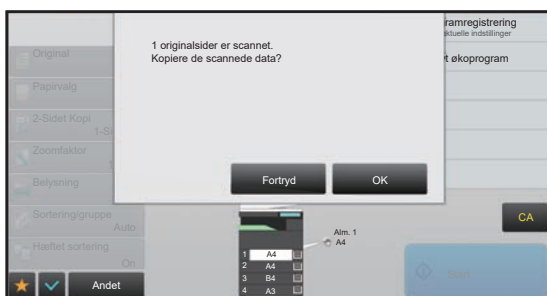 1 originalsider er scannet.
Kopiere de scannede data?
Fortryd
OK
ramregistrering
aktuelle indstillinger
t økoprogram
Original
Papirvalg
2-Sidet Kopi
1-S
Zoomfaktor
Belysning
Sortering/gruppe
Auto
Hæftet sortering
On
Andet
Alm. 1
A4
1 A4
2 A4
3 B4
4 A3
CA
Start